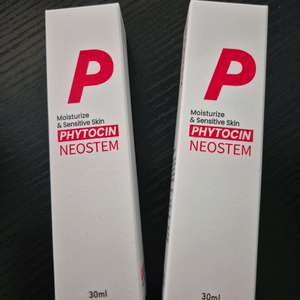 P
Moisturize
& Sensitive Skin
PHYTOCIN
NEOSTEM
30ml
P
Moisturize
& Sensitive Skin
PHYTOCIN
NEOSTEM
30ml